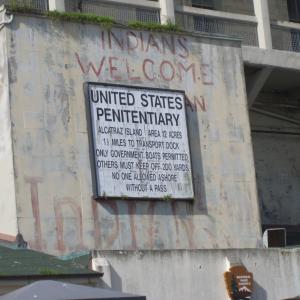 INDIANS
WELCOME
UNITED STATES
PENITENTIARY
ALCATRAZ ISLAND AREA 12 ACRES
1½ MILES TO TRANSPORT DOCK
ONLY GOVERNMENT BOATS PERMITTED
OTHERS MUST KEEP OFF 200 YARDS
NO ONE ALLOWED ASHORE
WITHOUT A PASS
INDIAN